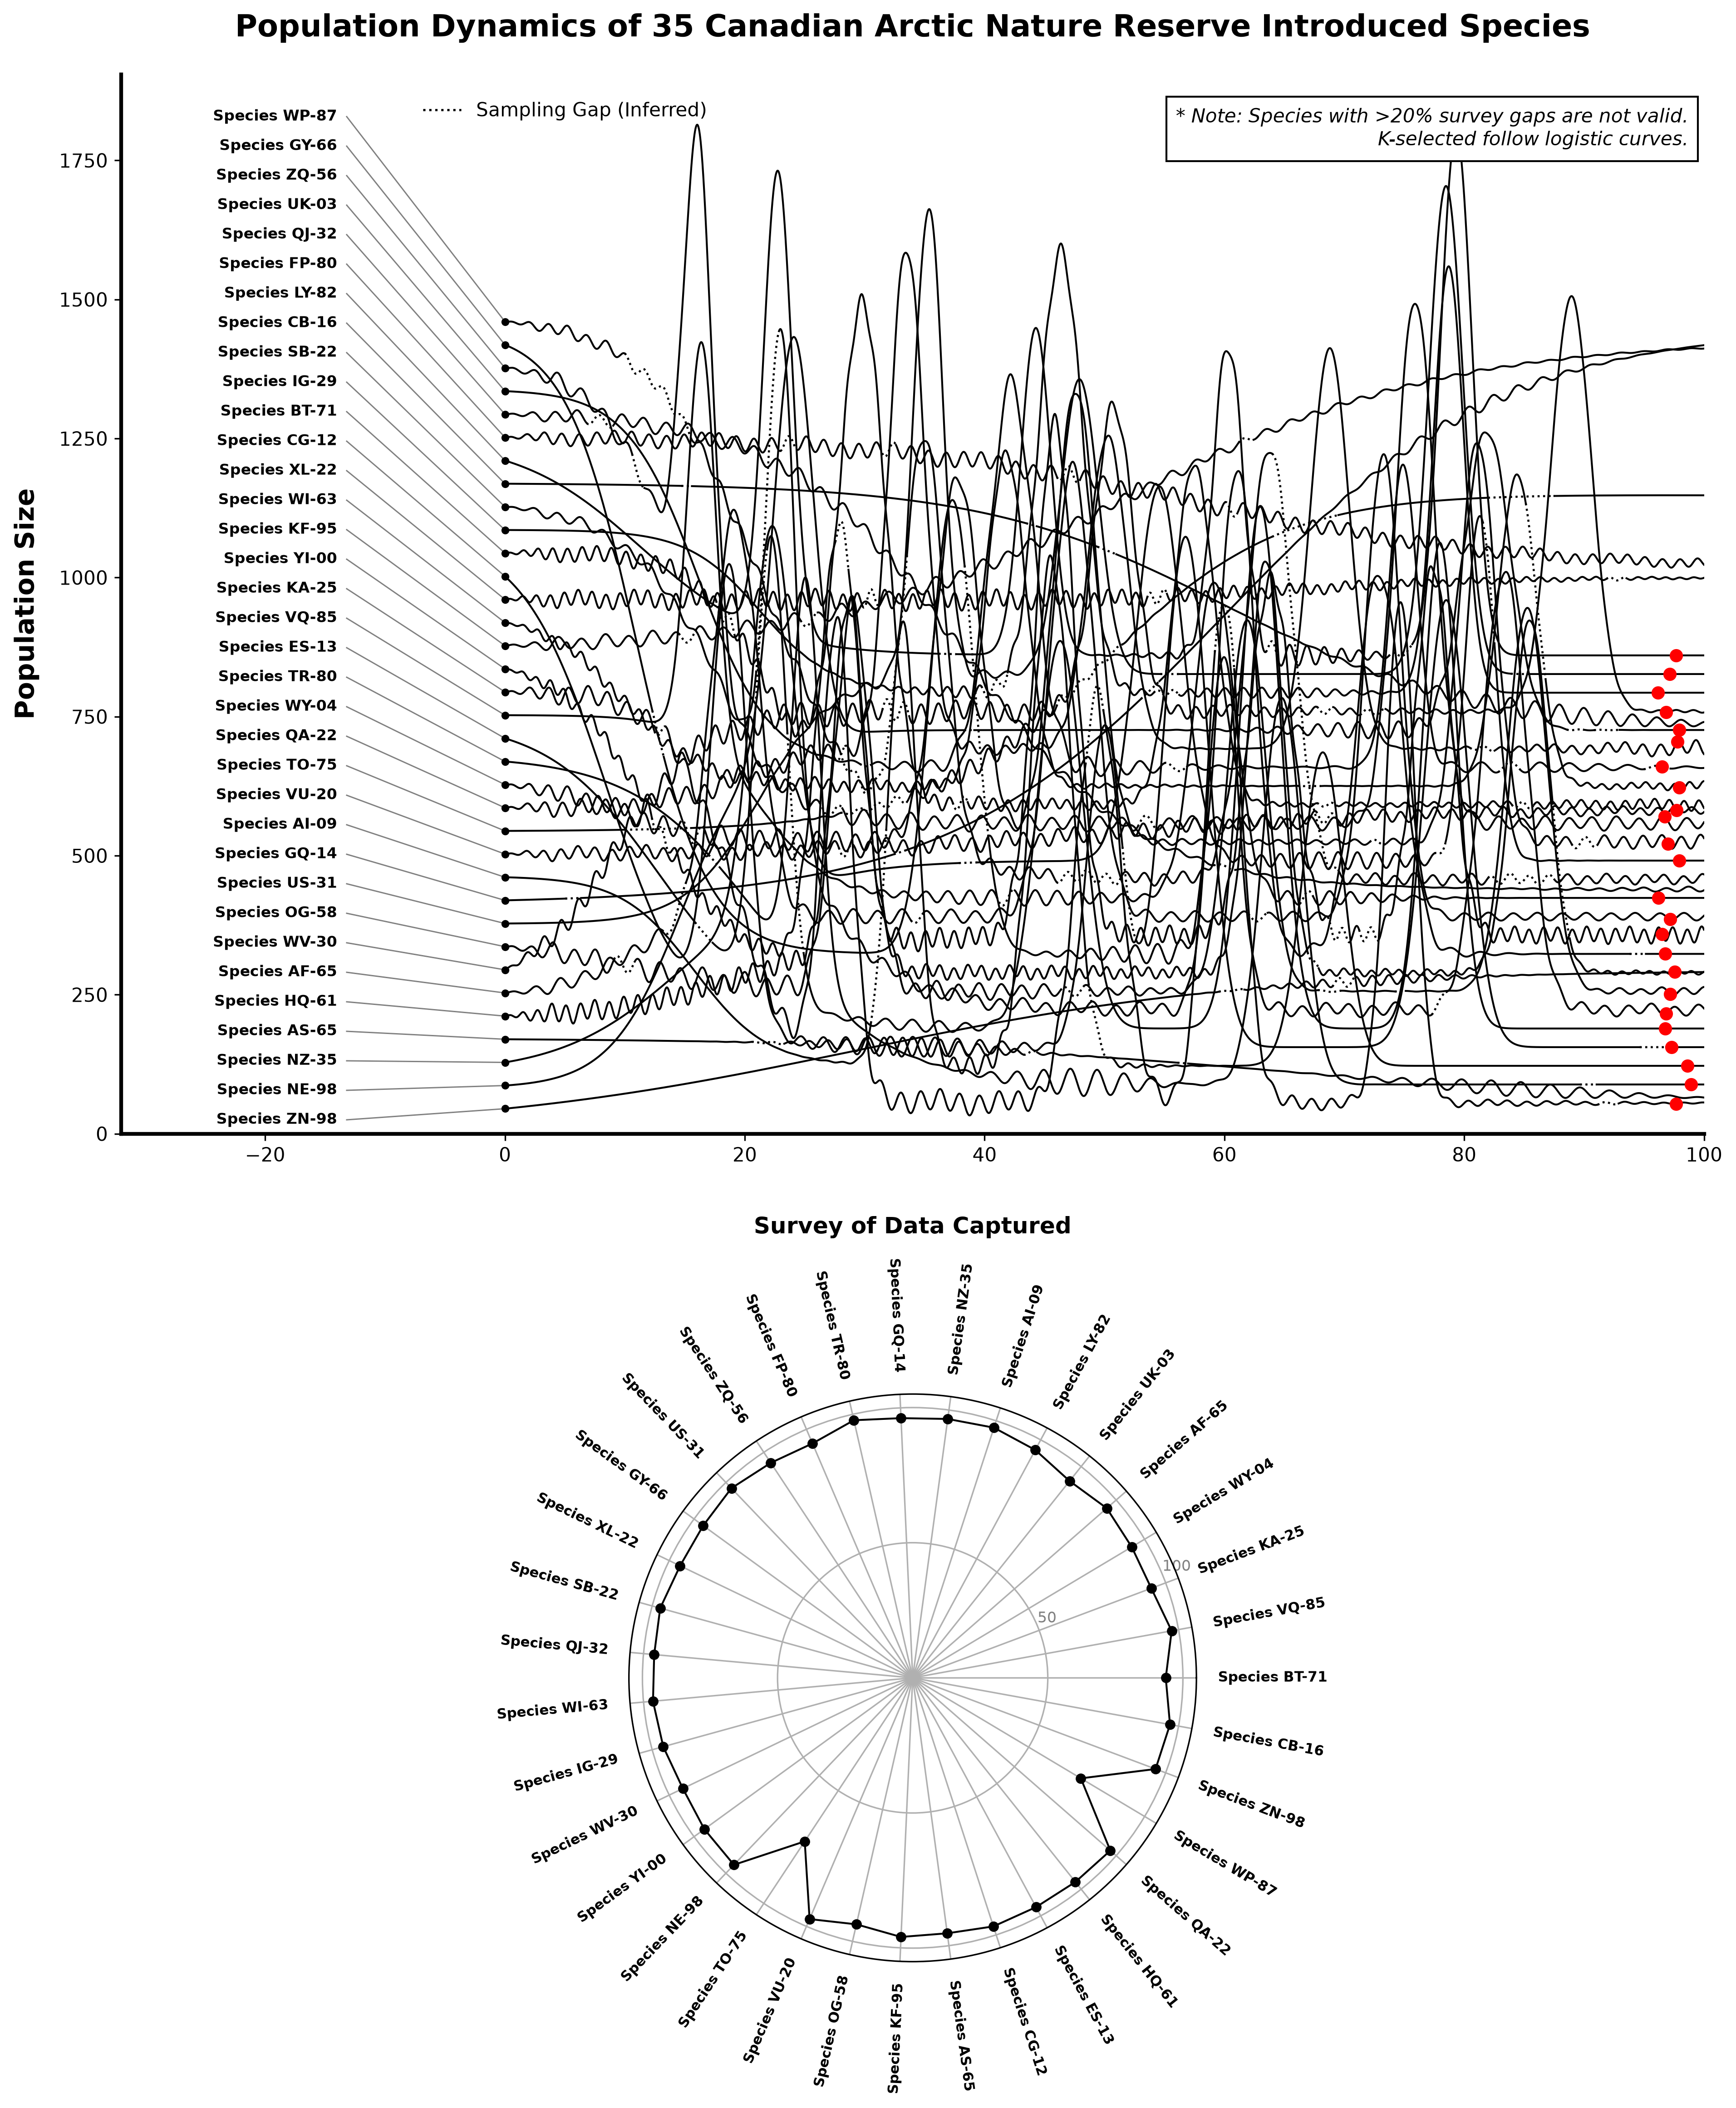 Population Dynamics of 35 Canadian Arctic Nature Reserve Introduced Species
Sampling Gap (Inferred)
* Note: Species with >20% survey gaps are not valid.
K-selected follow logistic curves.
Population Size
1750
1500
1250
1000
750
500
250
0
Species WP-87
Species GY-66
Species ZQ-56
Species UK-03
Species QJ-32
Species FP-80
Species LY-82
Species CB-16
Species SB-22
Species IG-29
Species BT-71
Species CG-12
Species XL-22
Species WI-63
Species KF-95
Species YI-00
Species KA-25
Species VQ-85
Species ES-13
Species TR-80
Species WY-04
Species QA-22
Species TO-75
Species VU-20
Species AI-09
Species GQ-14
Species US-31
Species OG-58
Species WV-30
Species AF-65
Species HQ-61
Species AS-65
Species NZ-35
Species NE-98
Species ZN-98
−20
0
20
40
60
80
100
Survey of Data Captured
Species BT-71
Species VQ-85
Species KA-25
Species WY-04
Species AF-65
Species UK-03
Species LY-82
Species AI-09
Species NZ-35
Species GQ-14
Species TR-80
Species FP-80
Species ZQ-56
Species US-31
Species GY-66
Species XL-22
Species SB-22
Species QJ-32
Species WI-63
Species IG-29
Species WV-30
Species YI-00
Species NE-98
Species TO-75
Species VU-20
Species OG-58
Species KF-95
Species AS-65
Species CG-12
Species ES-13
Species HQ-61
Species QA-22
Species WP-87
Species ZN-98
Species CB-16
50
100